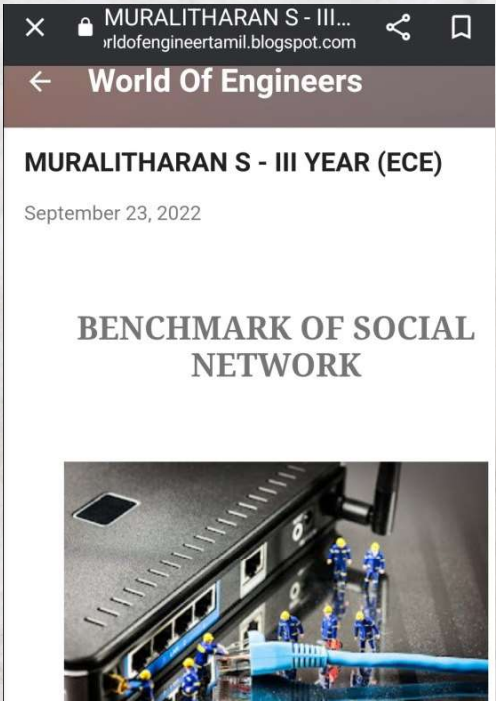 MURALITHARAN S - III...
rldofengineertamil.blogspot.com
World Of Engineers
MURALITHARAN S - III YEAR (ECE)
September 23, 2022
BENCHMARK OF SOCIAL
NETWORK